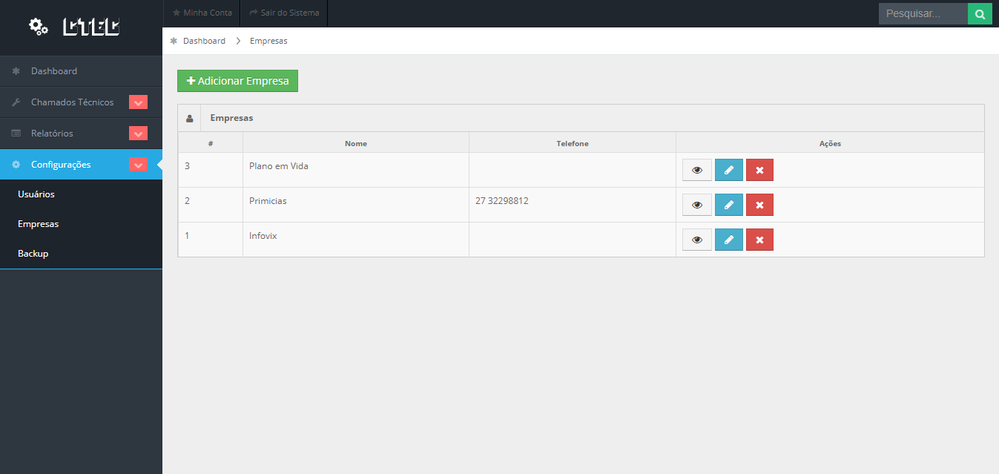 CTEC
Minha Conta
Sair do Sistema
Pesquisar...
Dashboard
Chamados Técnicos
Relatórios
Configurações
Usuários
Empresas
Backup
Dashboard Empresas
Adicionar Empresa
Empresas
# Nome Telefone Ações
3 Plano em Vida
2 Primicias 27 32298812
1 Infovix